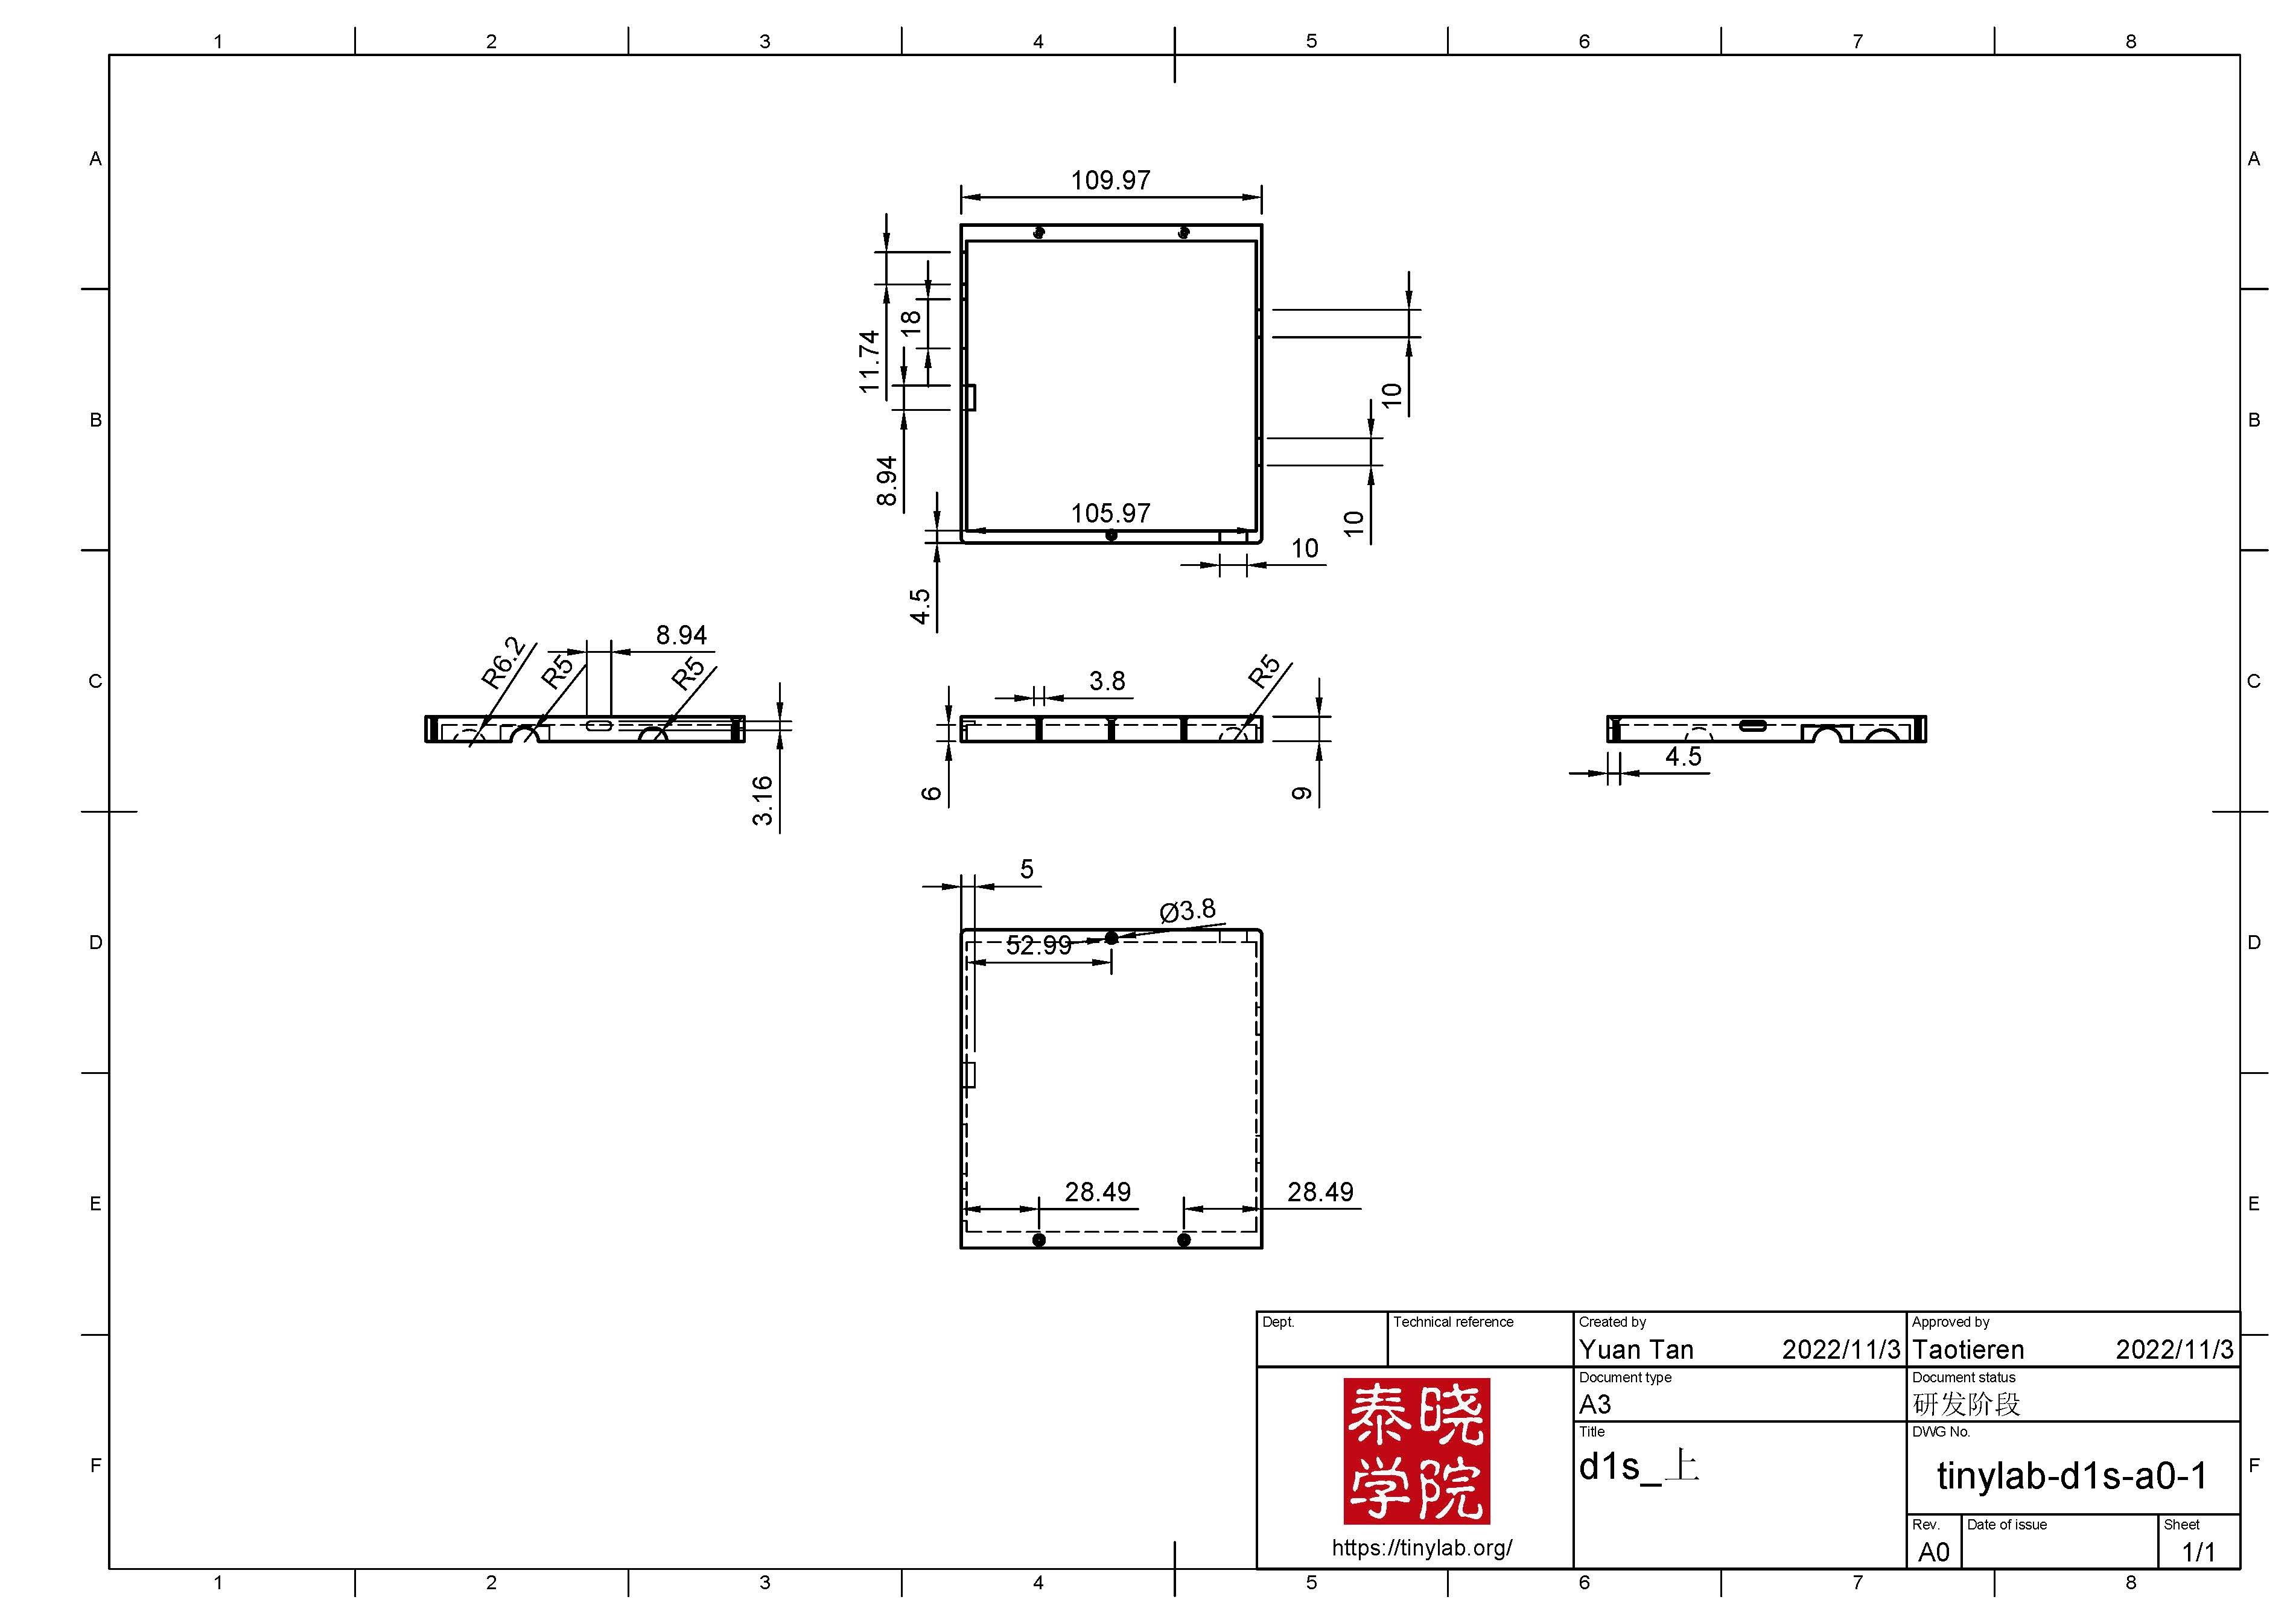 1 2 3 4 5 6 7 8
A A
109.97
11.74
18
10
B B
8.94
105.97
10
10
4.5
8.94
R6.2
R5
R5
C C
3.8
R5
4.5
3.16
6
9
5
Ø3.8
D D
52.99
28.49 28.49
E E
Dept. Technical reference Created by Approved by
Yuan Tan 2022/11/3 Taotieren 2022/11/3
Document type Document status
A3 研发阶段
Title DWG No.
泰晓
学院
d1s_上
tinylab-d1s-a0-1
F F
Rev. Date of issue Sheet
https://tinylab.org/
A0 1/1
1 2 3 4 5 6 7 8